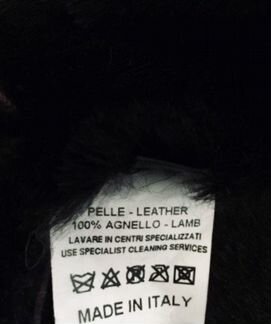 PELLE - LEATHER
100% AGNELLO - LAMB
LAVARE IN CENTRI SPECIALIZZATI
USE SPECIALIST CLEANING SERVICES
MADE IN ITALY